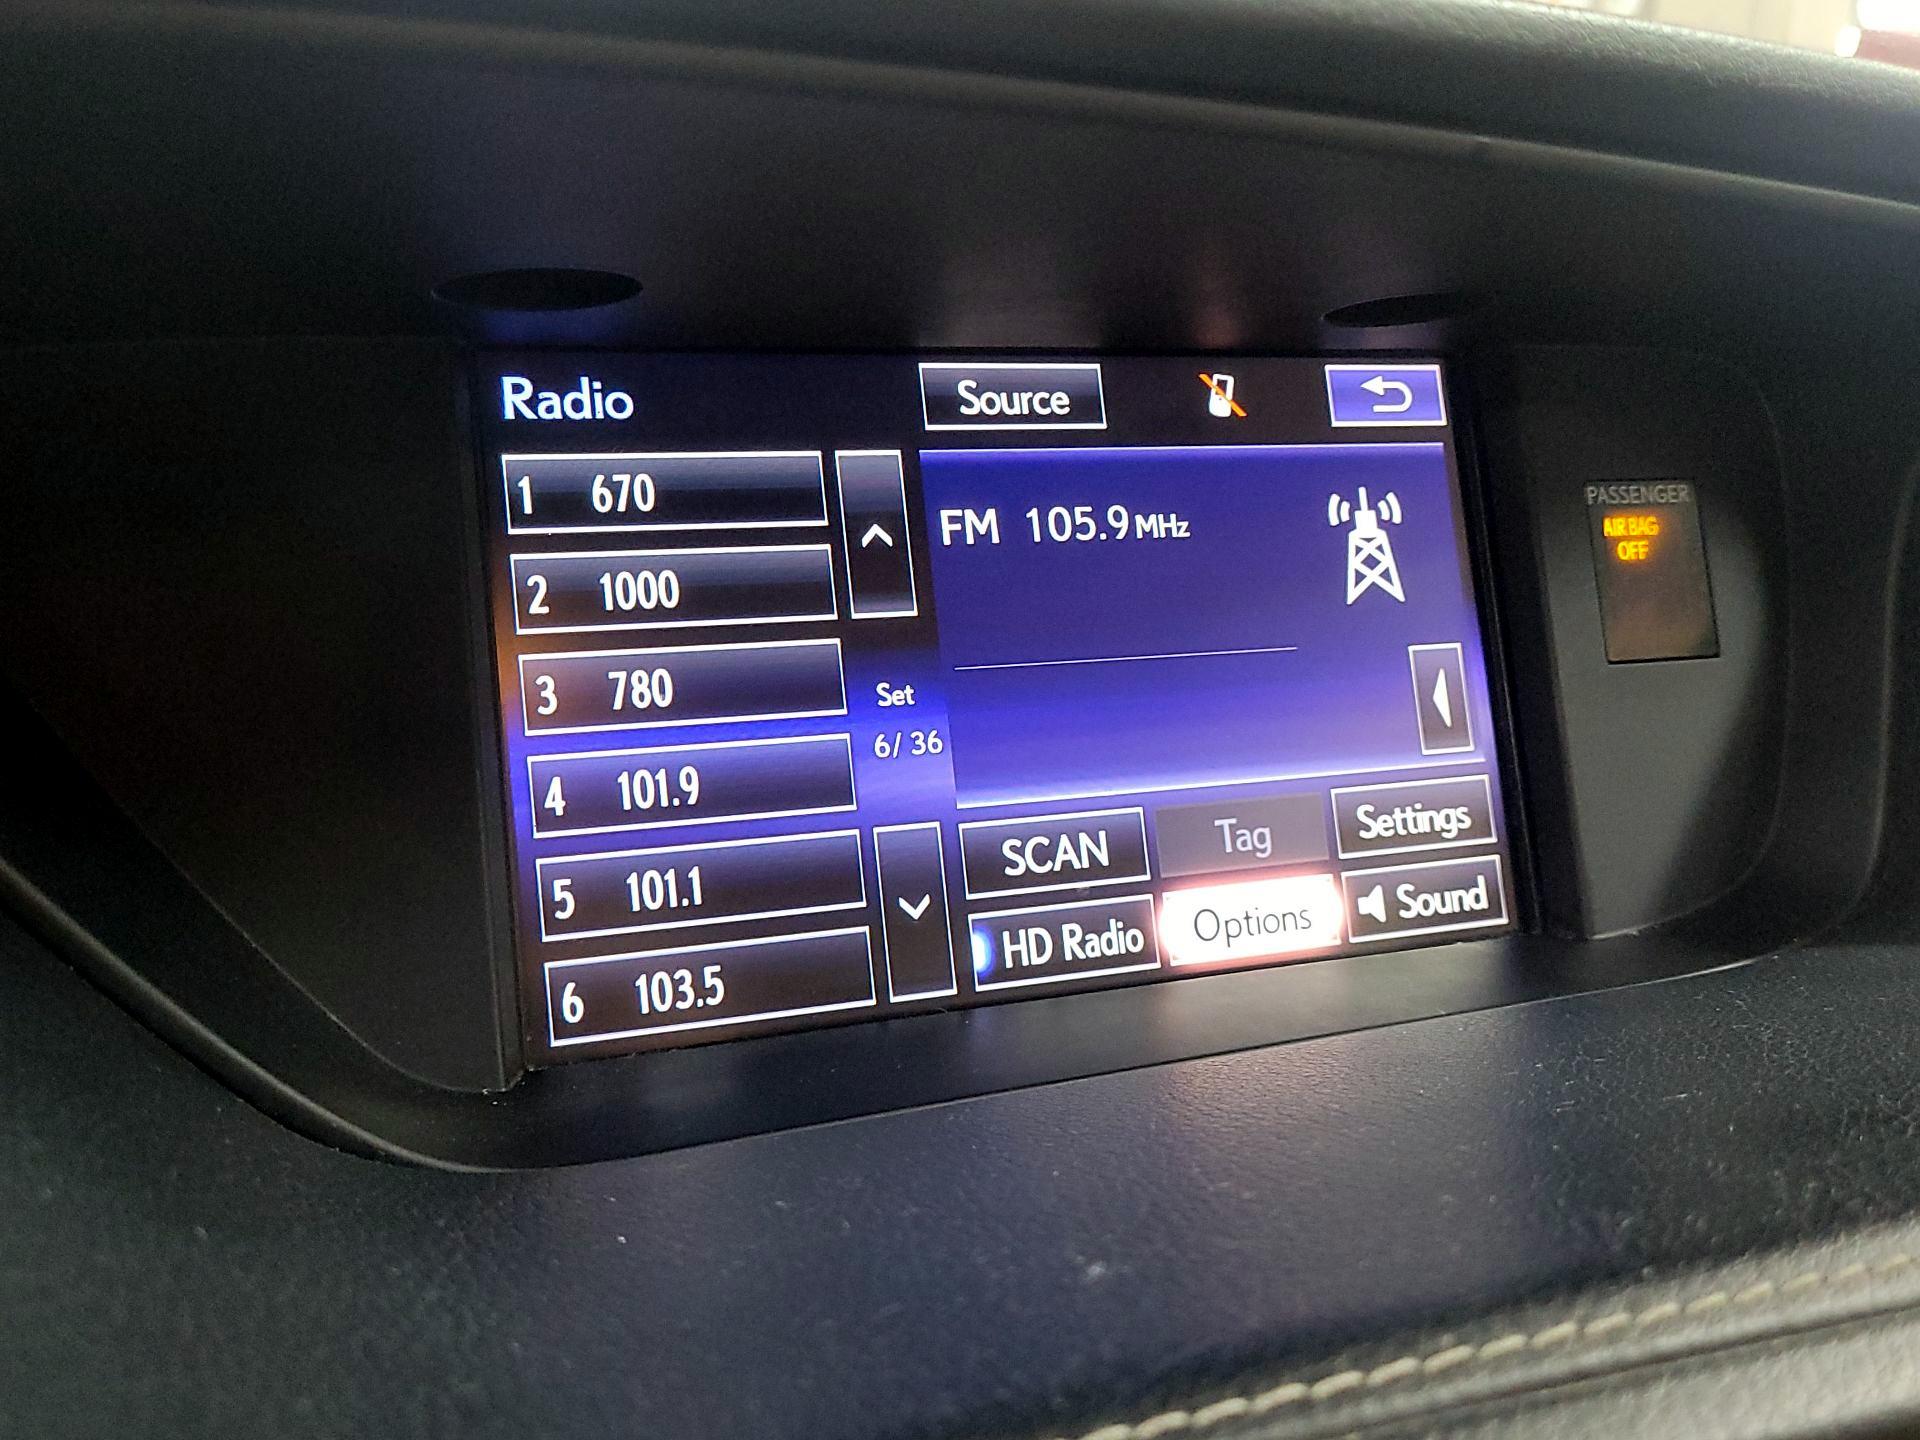 Radio
Source
1 670
2 1000
3 780
4 101.9
5 101.1
6 103.5
Set
6/ 36
FM 105.9 MHz
SCAN
Tag
Settings
HD Radio
Options
Sound
PASSENGER
AIR BAG
OFF